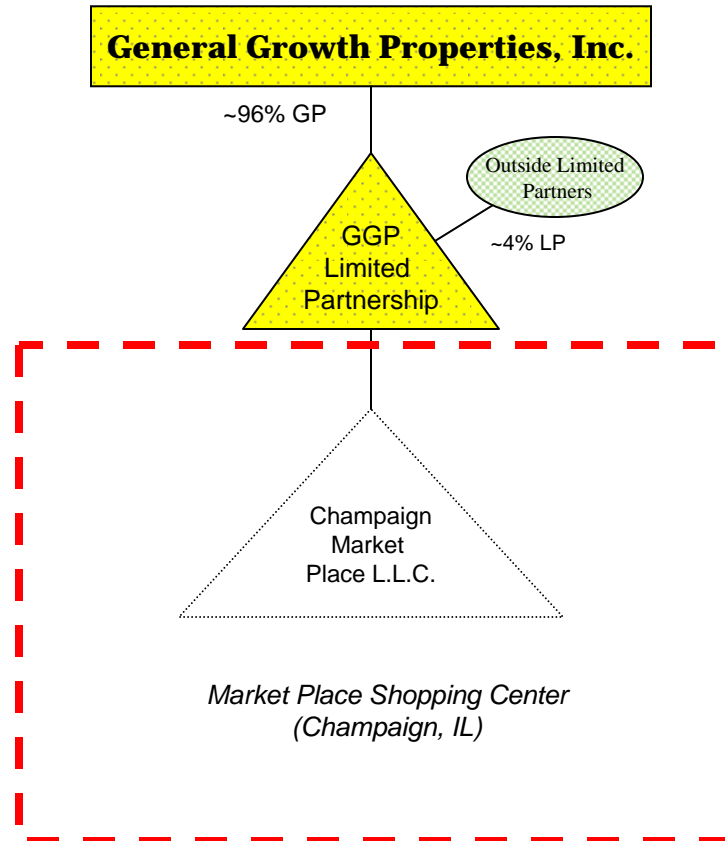 General Growth Properties, Inc.
~96% GP
Outside Limited
Partners
~4% LP
GGP
Limited
Partnership
Champaign
Market
Place L.L.C.
Market Place Shopping Center
(Champaign, IL)